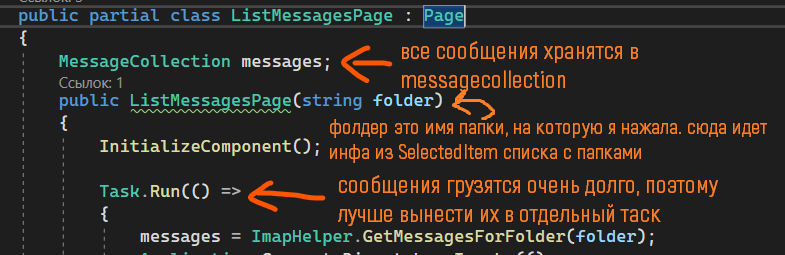 public partial class ListMessagesPage : Page
{
MessageCollection messages;
все сообщения хранятся в
messagecollection
Ссылок: 1
public ListMessagesPage(string folder)
{
фолдер это имя папки, на которую я нажала. сюда идет
инфа из SelectedItem списка с папками
InitializeComponent();
Task.Run(() =>
сообщения грузятся очень долго, поэтому
лучше вынести их в отдельный таск
{
messages = ImapHelper.GetMessagesForFolder(folder);